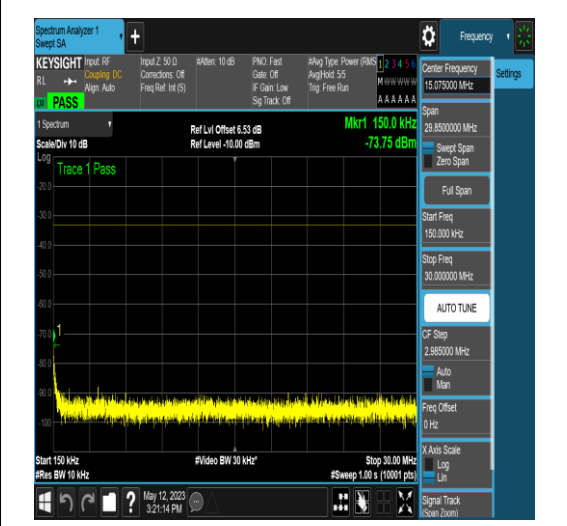 Spectrum Analyzer 1
Swept SA
Frequency
KEYSIGHT
RL
Input: RF
Coupling: DC
Align: Auto
Input Z: 50 Ω
Corrections: Off
Freq Ref: Int (S)
#Atten: 10 dB
PNO: Fast
Gate: Off
IF Gain: Low
Sig Track: Off
#Avg Type: Power (RMS
Avg|Hold: 5/5
Trig: Free Run
1 2 3 4 5 6
M W W W W W
A A A A A A
PASS
1 Spectrum
Scale/Div 10 dB
Ref Lvl Offset 6.53 dB
Ref Level -10.00 dBm
Mkr1 150.0 kHz
-73.75 dBm
Log
Trace 1 Pass
-20.0
-30.0
-40.0
-50.0
-60.0
-70.0
-80.0
-90.0
-100
1
Start 150 kHz
#Res BW 10 kHz
#Video BW 30 kHz*
Stop 30.00 MHz
#Sweep 1.00 s (10001 pts)
May 12, 2023
3:21:14 PM
Center Frequency
15.075000 MHz
Settings
Span
29.8500000 MHz
Swept Span
Zero Span
Full Span
Start Freq
150.000 kHz
Stop Freq
30.000000 MHz
AUTO TUNE
CF Step
2.985000 MHz
Auto
Man
Freq Offset
0 Hz
X Axis Scale
Log
Lin
Signal Track
(Span Zoom)